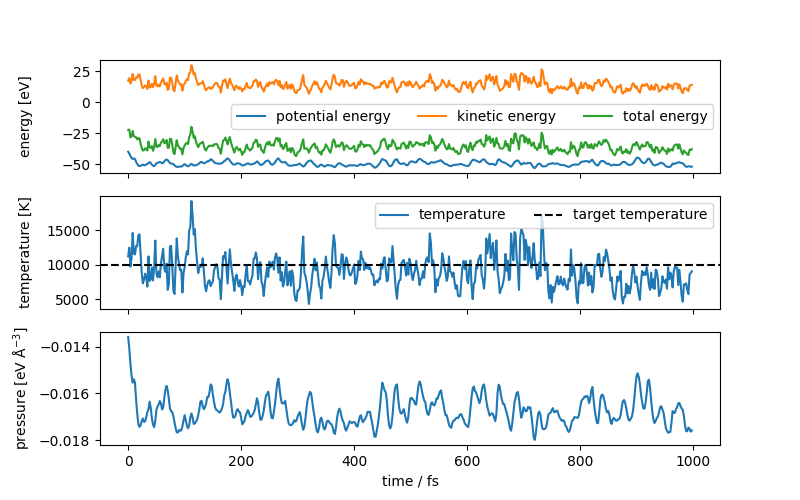 energy [eV]
25
0
−25
−50
potential energy
kinetic energy
total energy
temperature [K]
15000
10000
5000
temperature
target temperature
pressure [eV Å⁻³]
−0.014
−0.016
−0.018
0
200
400
600
800
1000
time / fs